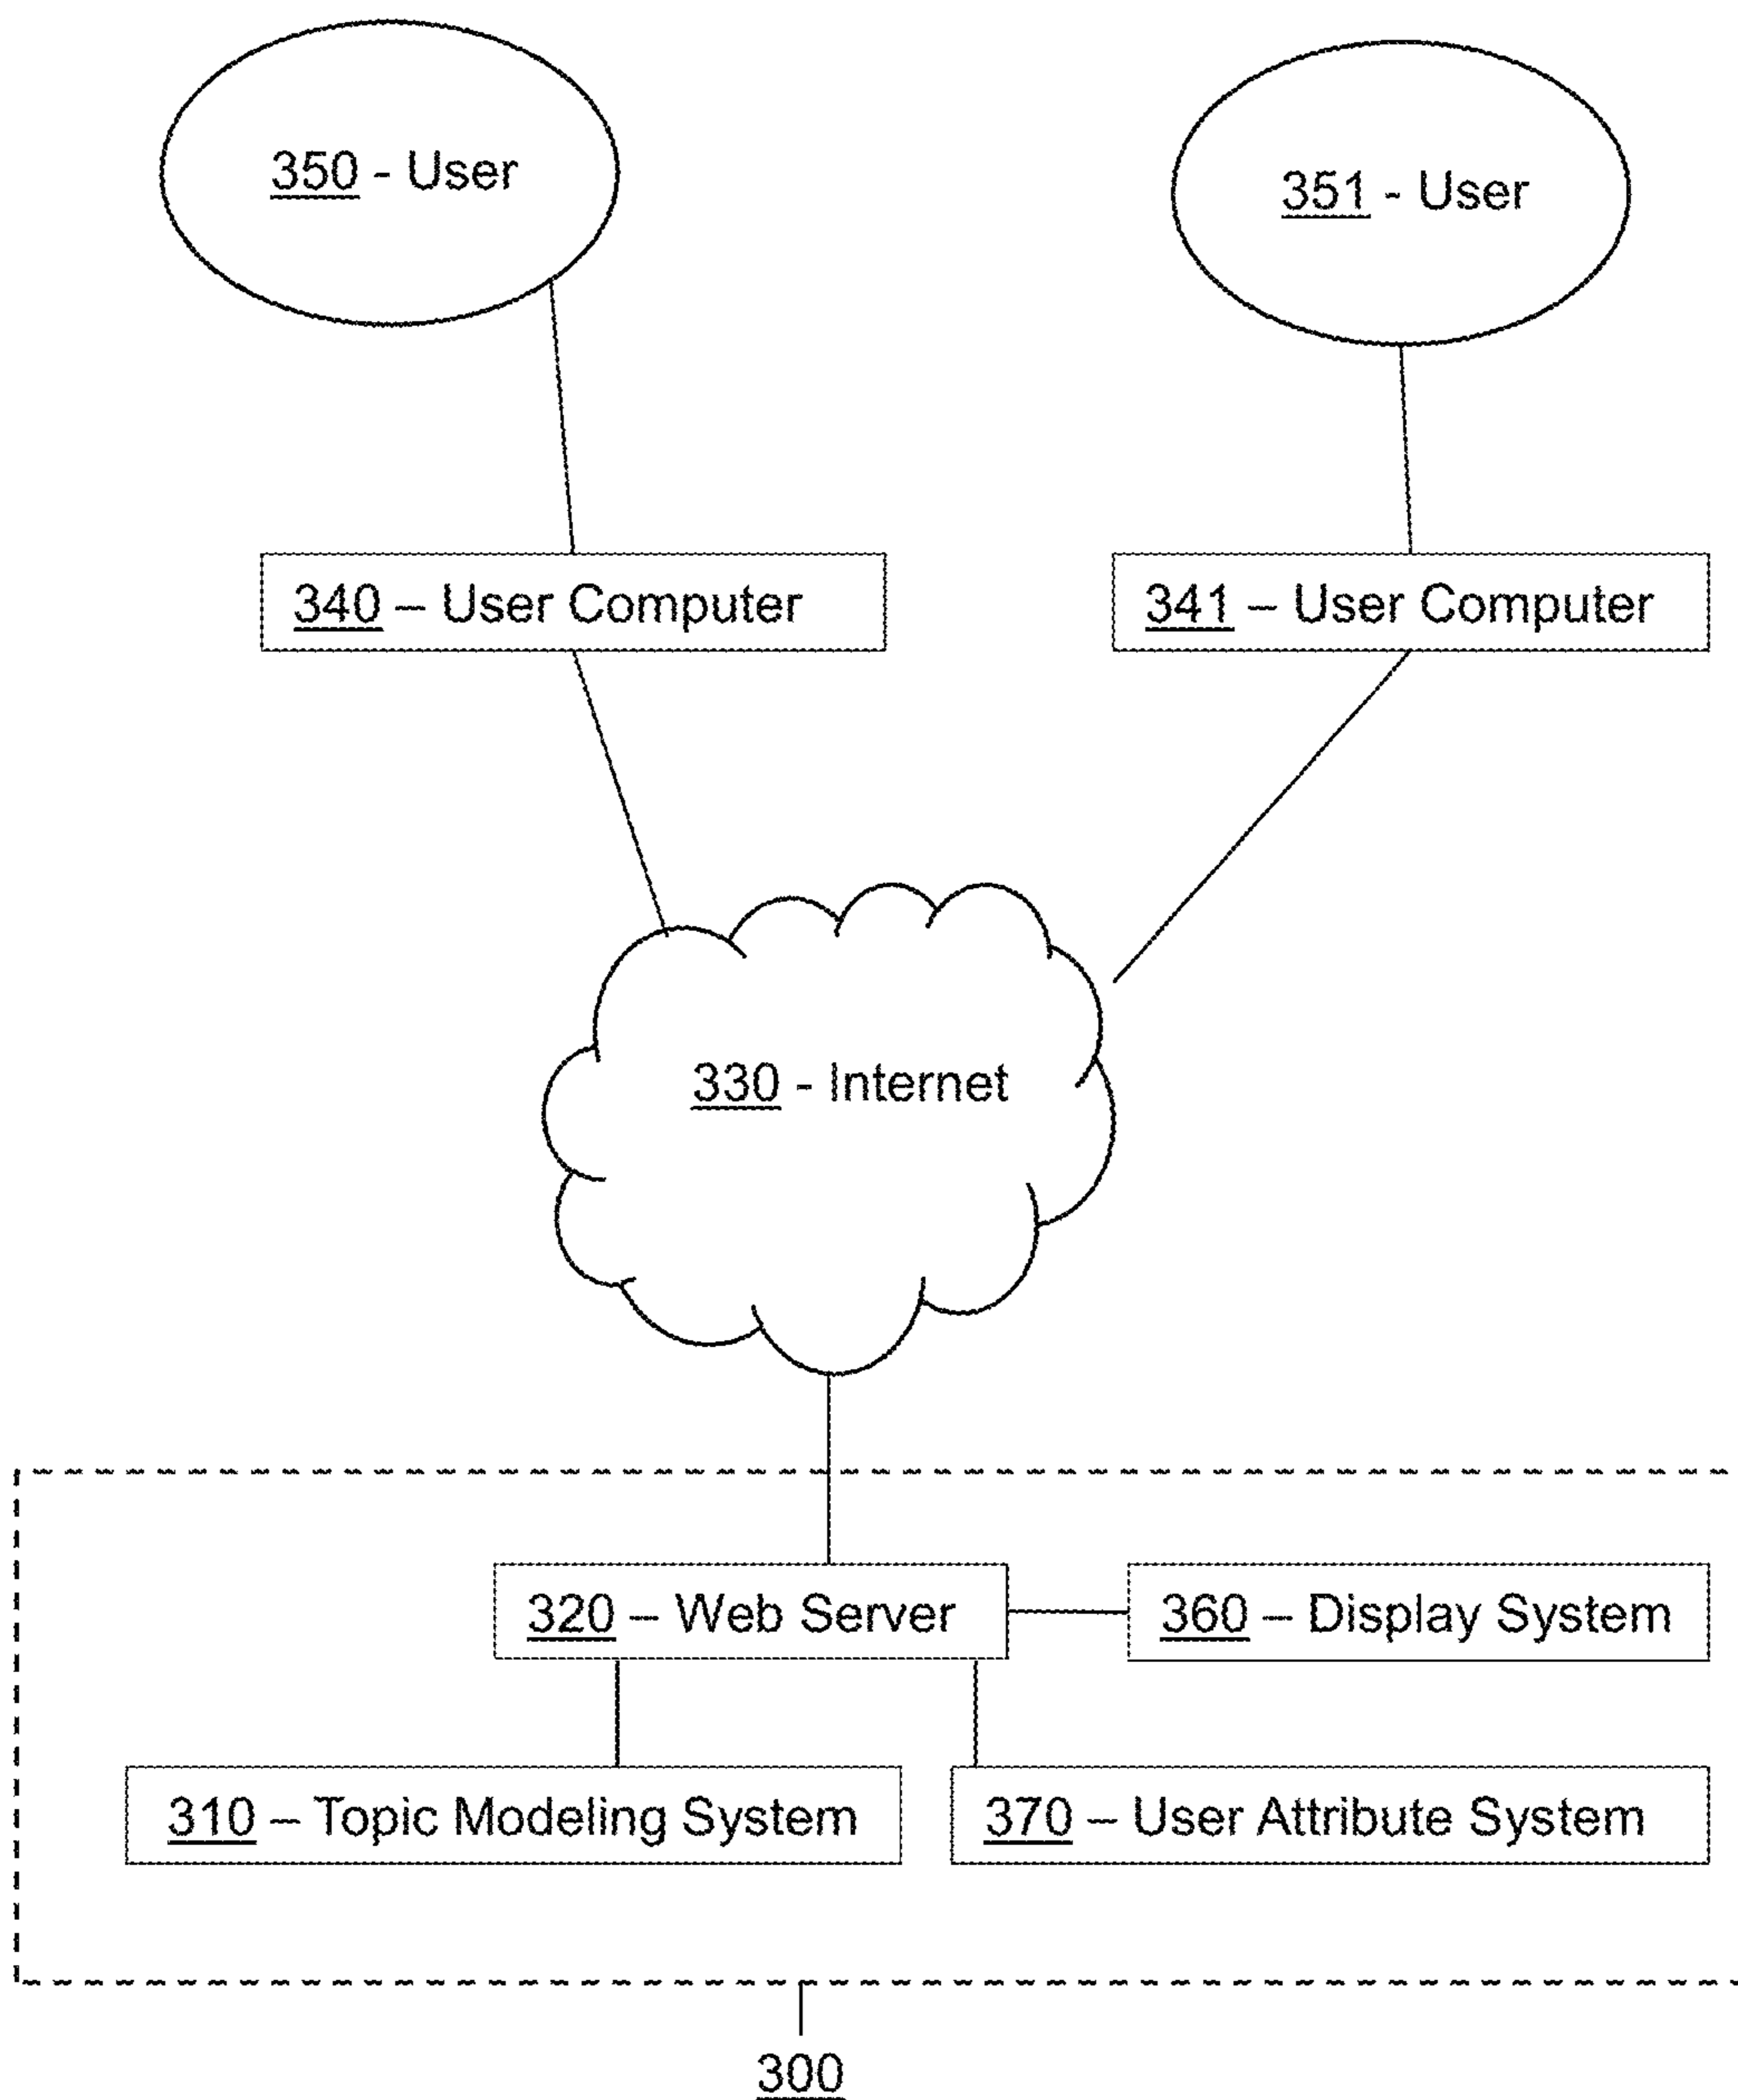 350 - User
351 - User
340 – User Computer
341 – User Computer
330 - Internet
320 – Web Server
360 – Display System
310 – Topic Modeling System
370 – User Attribute System
300